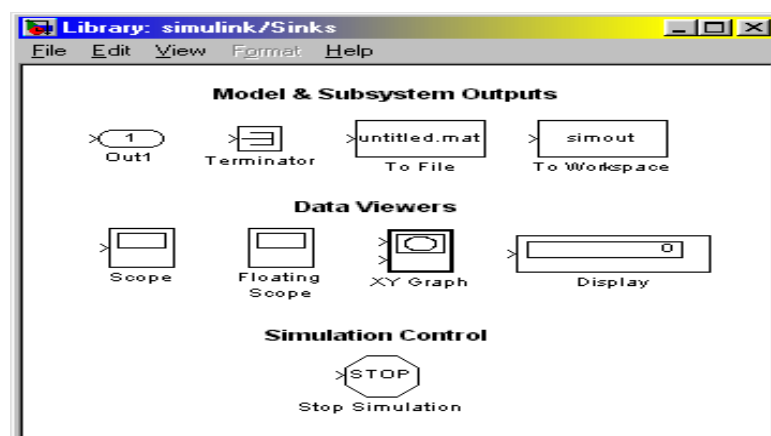 Library: simulink/Sinks
File Edit View Format Help
Model & Subsystem Outputs
1
untitled.mat
simout
Out1
Terminator
To File
To Workspace
Data Viewers
0
Scope
Floating
Scope
XY Graph
Display
Simulation Control
STOP
Stop Simulation